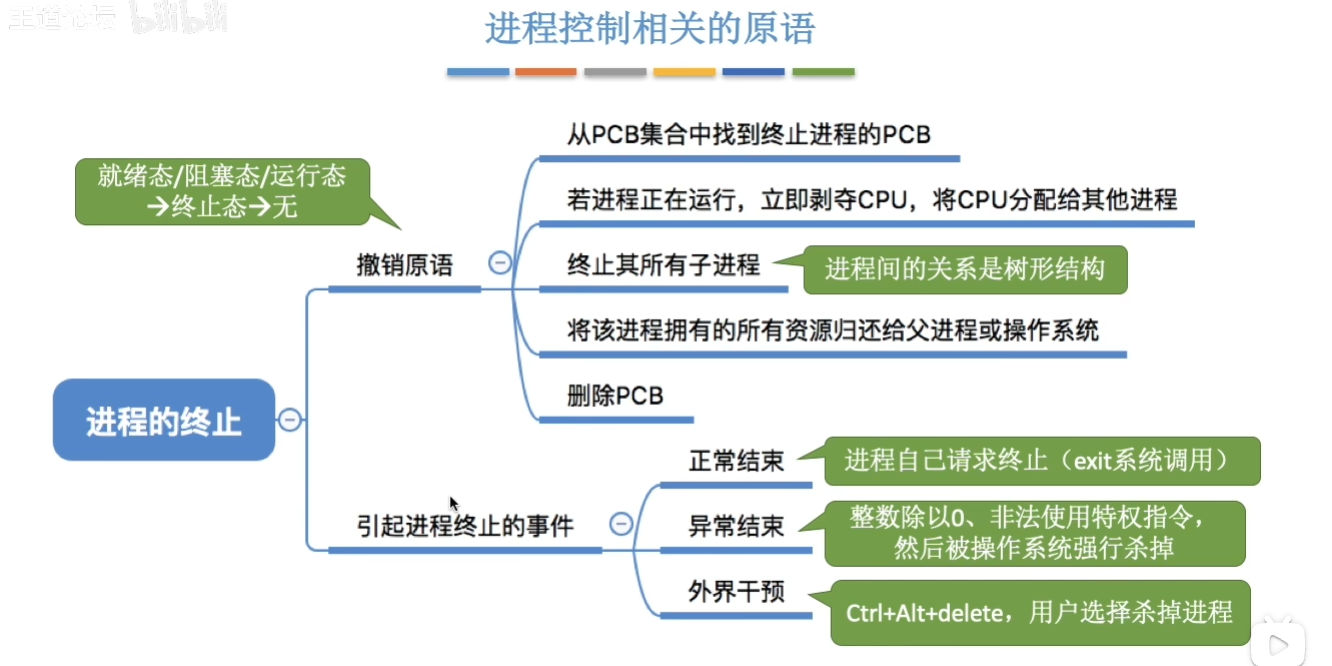 王道论坛 bilibili
进程控制相关的原语
从PCB集合中找到终止进程的PCB
就绪态/阻塞态/运行态
→终止态→无
若进程正在运行，立即剥夺CPU，将CPU分配给其他进程
撤销原语
终止其所有子进程
进程间的关系是树形结构
将该进程拥有的所有资源归还给父进程或操作系统
删除PCB
进程的终止
正常结束
进程自己请求终止（exit系统调用）
引起进程终止的事件
异常结束
整数除以0、非法使用特权指令，
然后被操作系统强行杀掉
外界干预
Ctrl+Alt+delete，用户选择杀掉进程